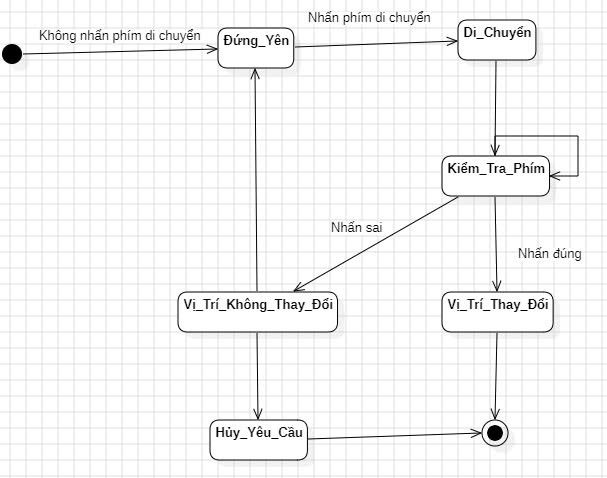 Không nhấn phím di chuyển
Đứng_Yên
Nhấn phím di chuyển
Di_Chuyển
Kiểm_Tra_Phím
Nhấn sai
Nhấn đúng
Vị_Trí_Không_Thay_Đổi
Vị_Trí_Thay_Đổi
Hủy_Yêu_Cầu